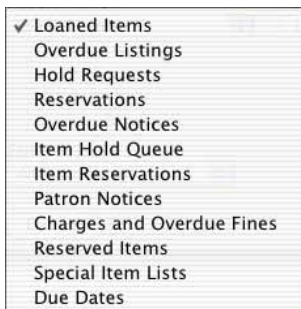 ✓ Loaned Items
Overdue Listings
Hold Requests
Reservations
Overdue Notices
Item Hold Queue
Item Reservations
Patron Notices
Charges and Overdue Fines
Reserved Items
Special Item Lists
Due Dates